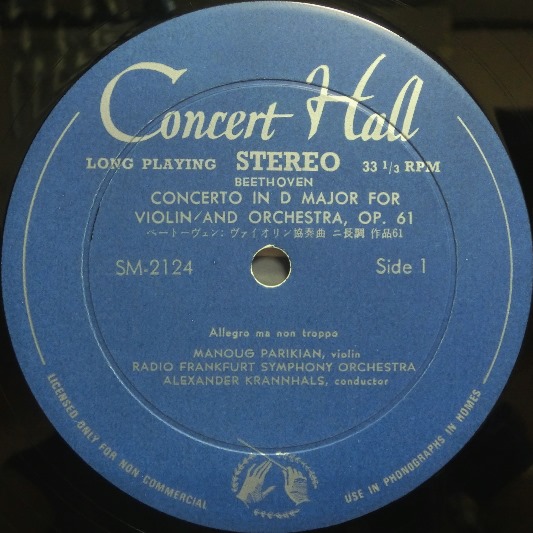 Concert Hall
LONG PLAYING STEREO 33 1/3 RPM
BEETHOVEN
CONCERTO IN D MAJOR FOR
VIOLIN/AND ORCHESTRA, OP. 61
ベートーヴェン: ヴァイオリン協奏曲 ニ長調 作品61
SM-2124 Side 1
Allegro ma non troppo
MANOUG PARIKIAN, violin
RADIO FRANKFURT SYMPHONY ORCHESTRA
ALEXANDER KRANNHALS, conductor
LICENSED ONLY FOR NON COMMERCIAL
USE IN PHONOGRAPHS IN HOMES